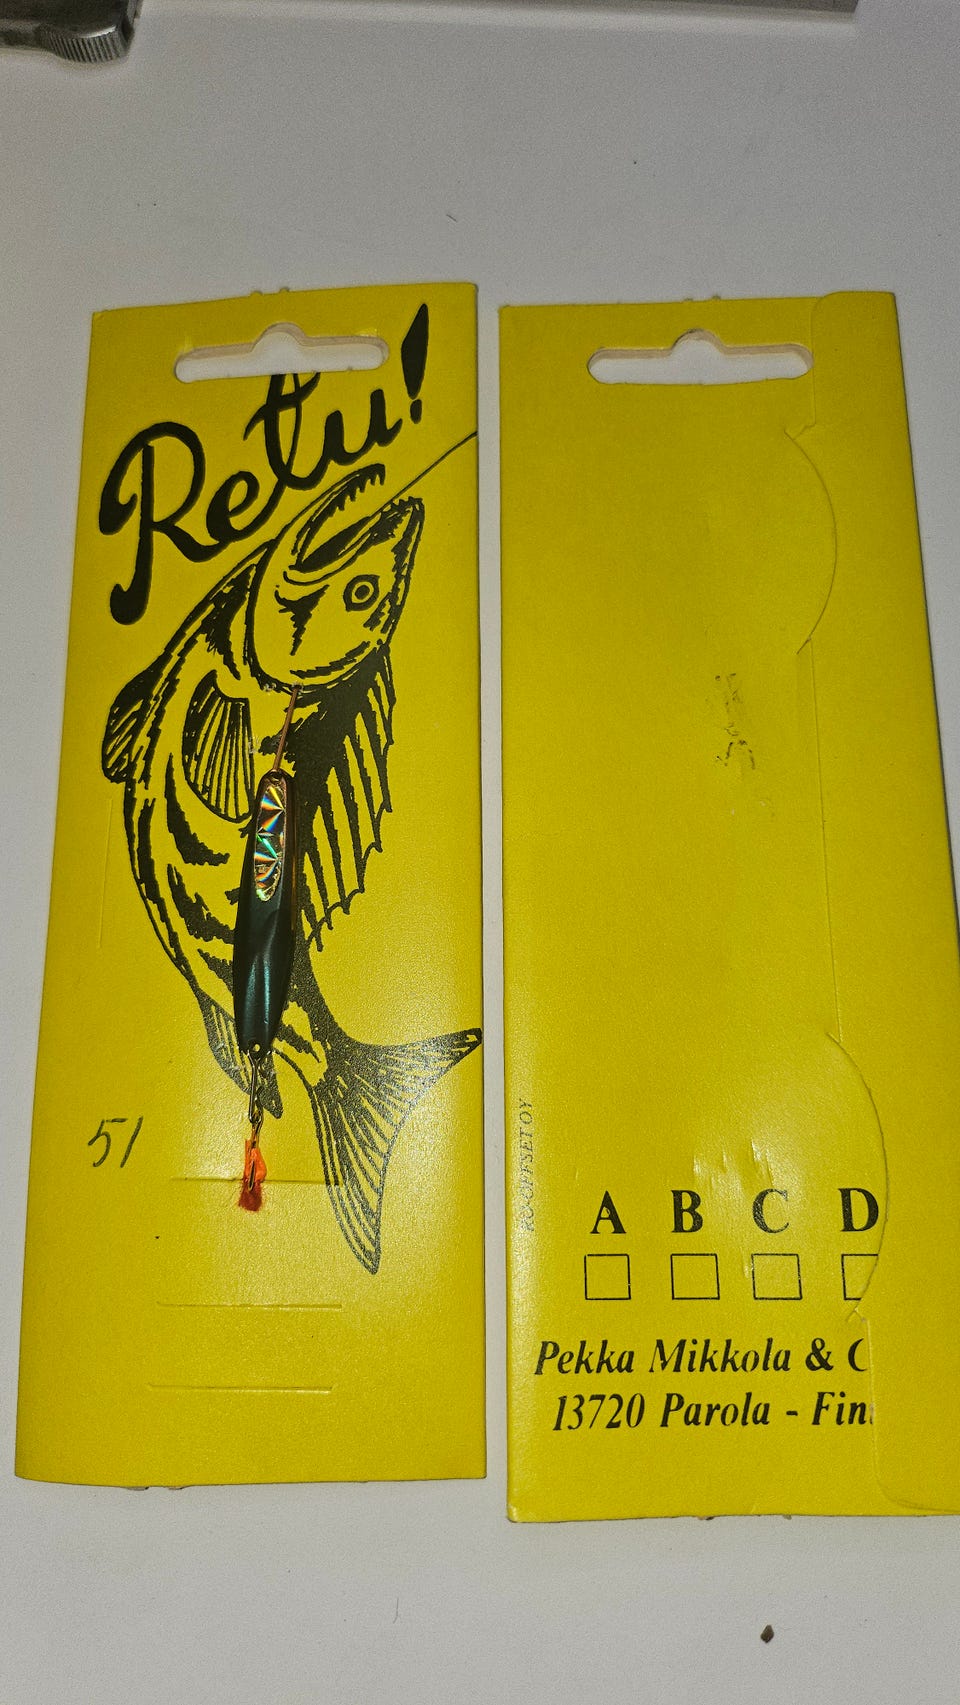 Retu!
51
A B C D
Pekka Mikkola & C
13720 Parola - Fin